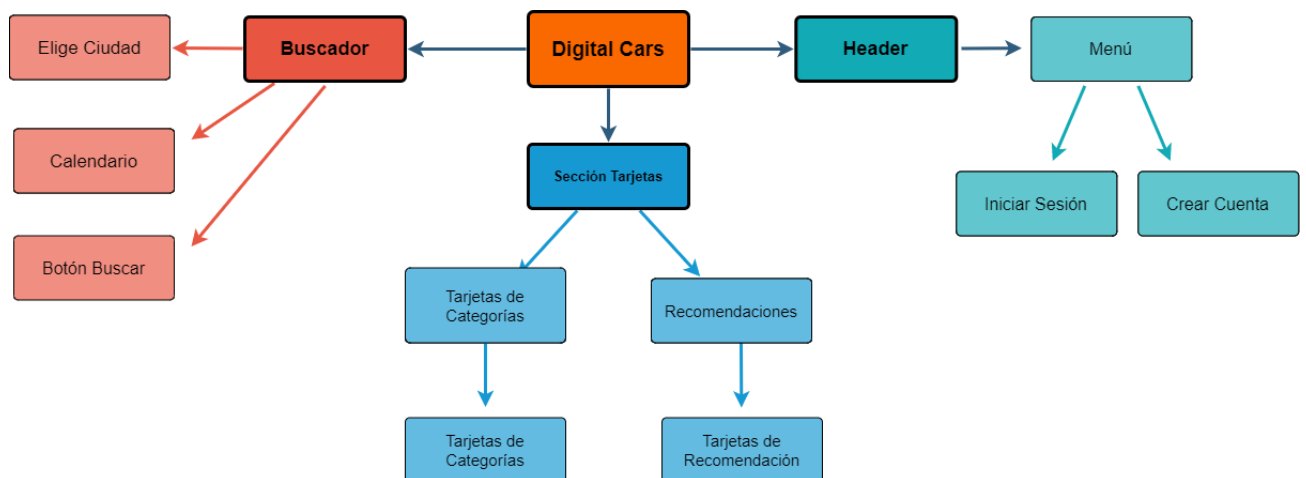 Elige Ciudad
Buscador
Digital Cars
Header
Menú
Calendario
Sección Tarjetas
Iniciar Sesión
Crear Cuenta
Botón Buscar
Tarjetas de
Categorías
Recomendaciones
Tarjetas de
Categorías
Tarjetas de
Recomendación